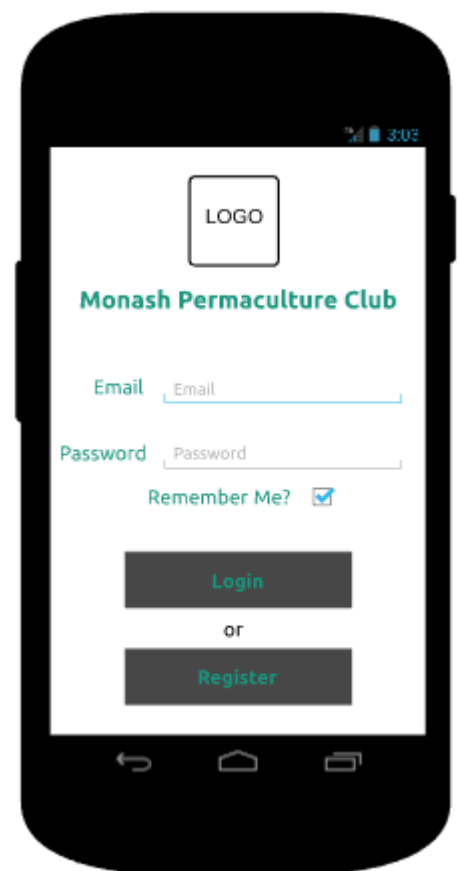 3:03
LOGO
Monash Permaculture Club
Email Email
Password Password
Remember Me?
Login
or
Register